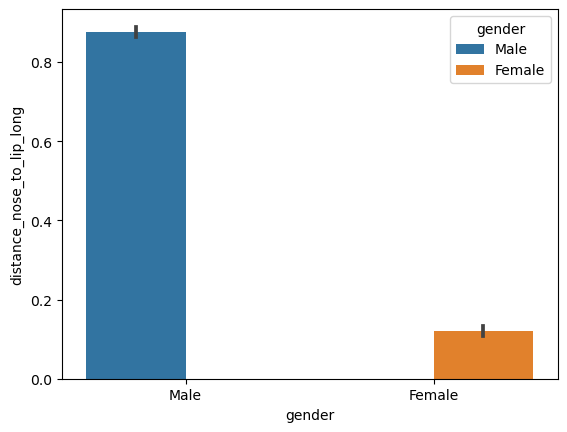 gender
Male
Female
0.8
0.6
0.4
0.2
0.0
distance_nose_to_lip_long
Male
Female
gender